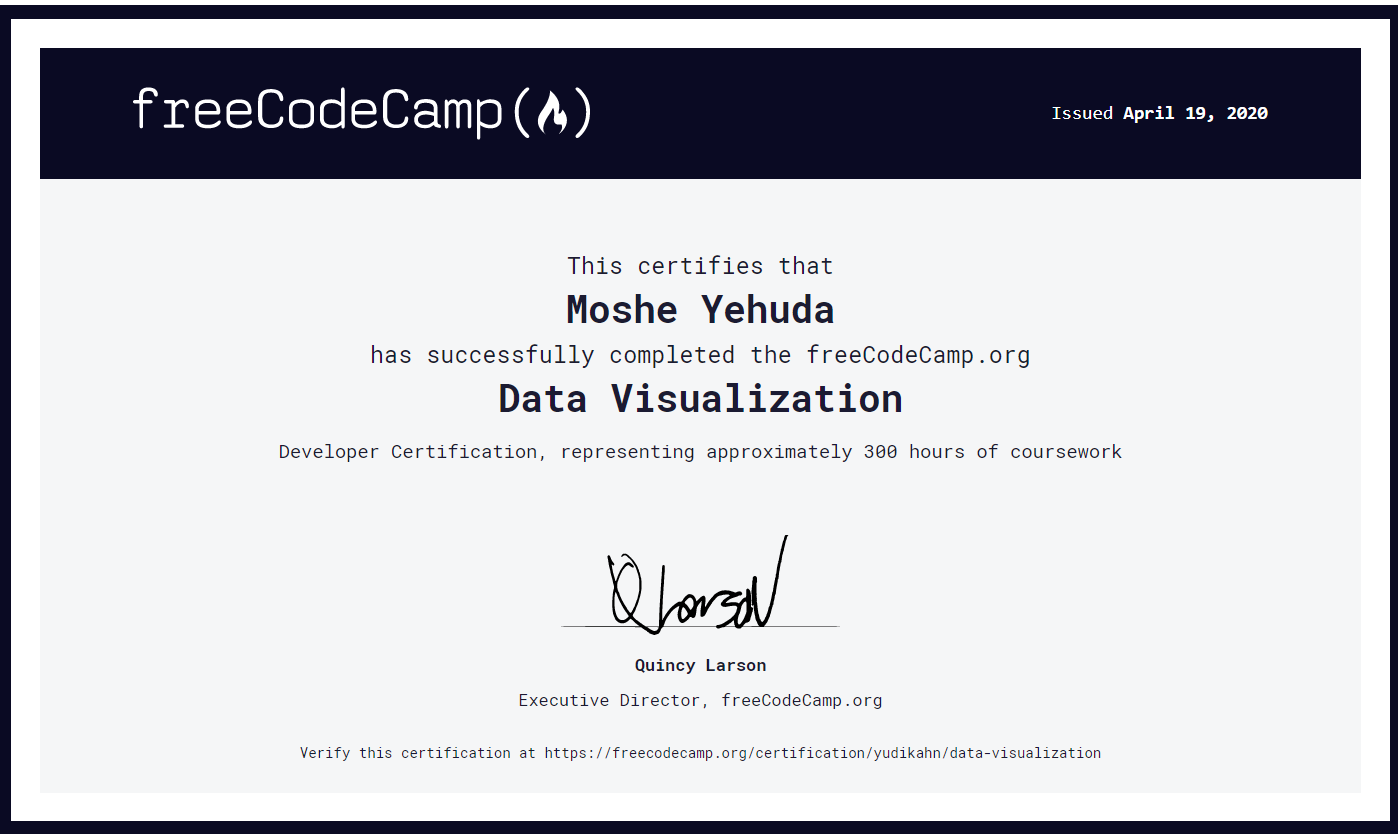 freeCodeCamp(🔥)
Issued April 19, 2020
This certifies that
Moshe Yehuda
has successfully completed the freeCodeCamp.org
Data Visualization
Developer Certification, representing approximately 300 hours of coursework
Q Larson
Quincy Larson
Executive Director, freeCodeCamp.org
Verify this certification at https://freecodecamp.org/certification/yudikahn/data-visualization